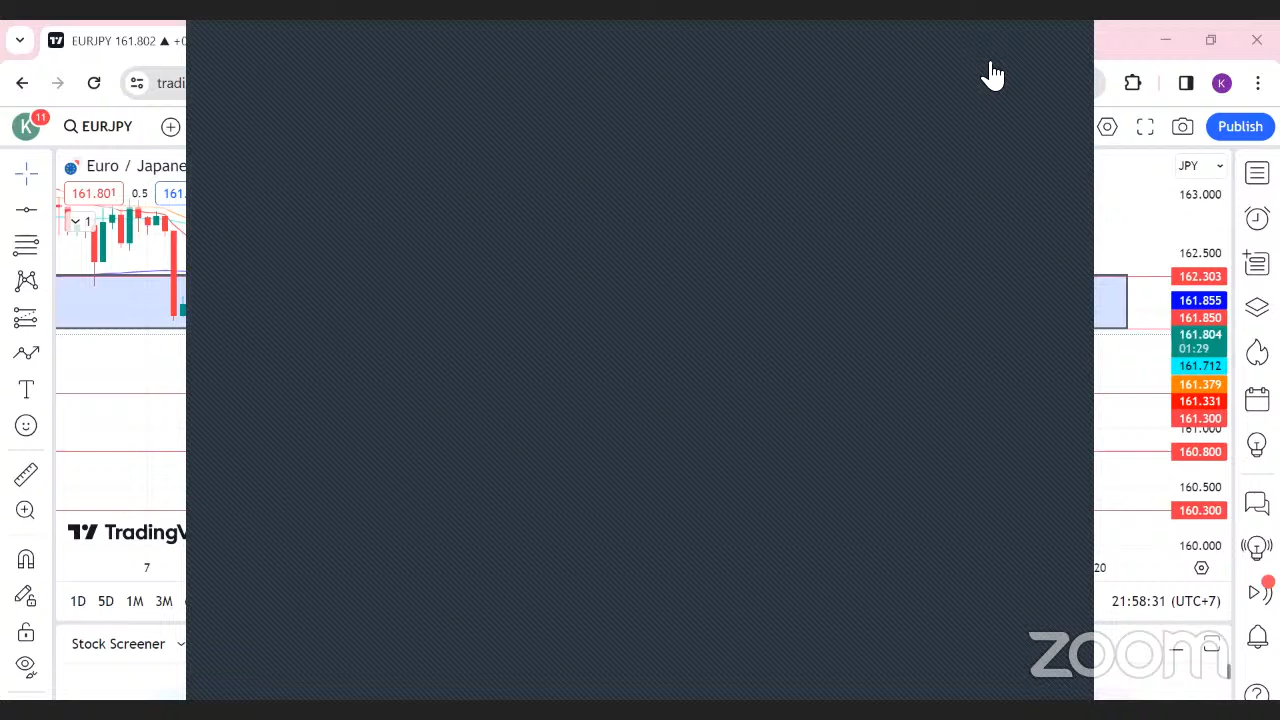 EURJPY 161.802 ▲ +0
tradi
K 11 EURJPY Publish
Euro / Japane JPY
161.801 0.5 161.
1
163.000
162.500
162.303
161.855
161.850
161.804
01:29
161.712
161.379
161.331
161.300
161.000
160.800
160.500
160.300
TradingV
160.000
7 20
1D 5D 1M 3M 21:58:31 (UTC+7)
Stock Screener
zoom